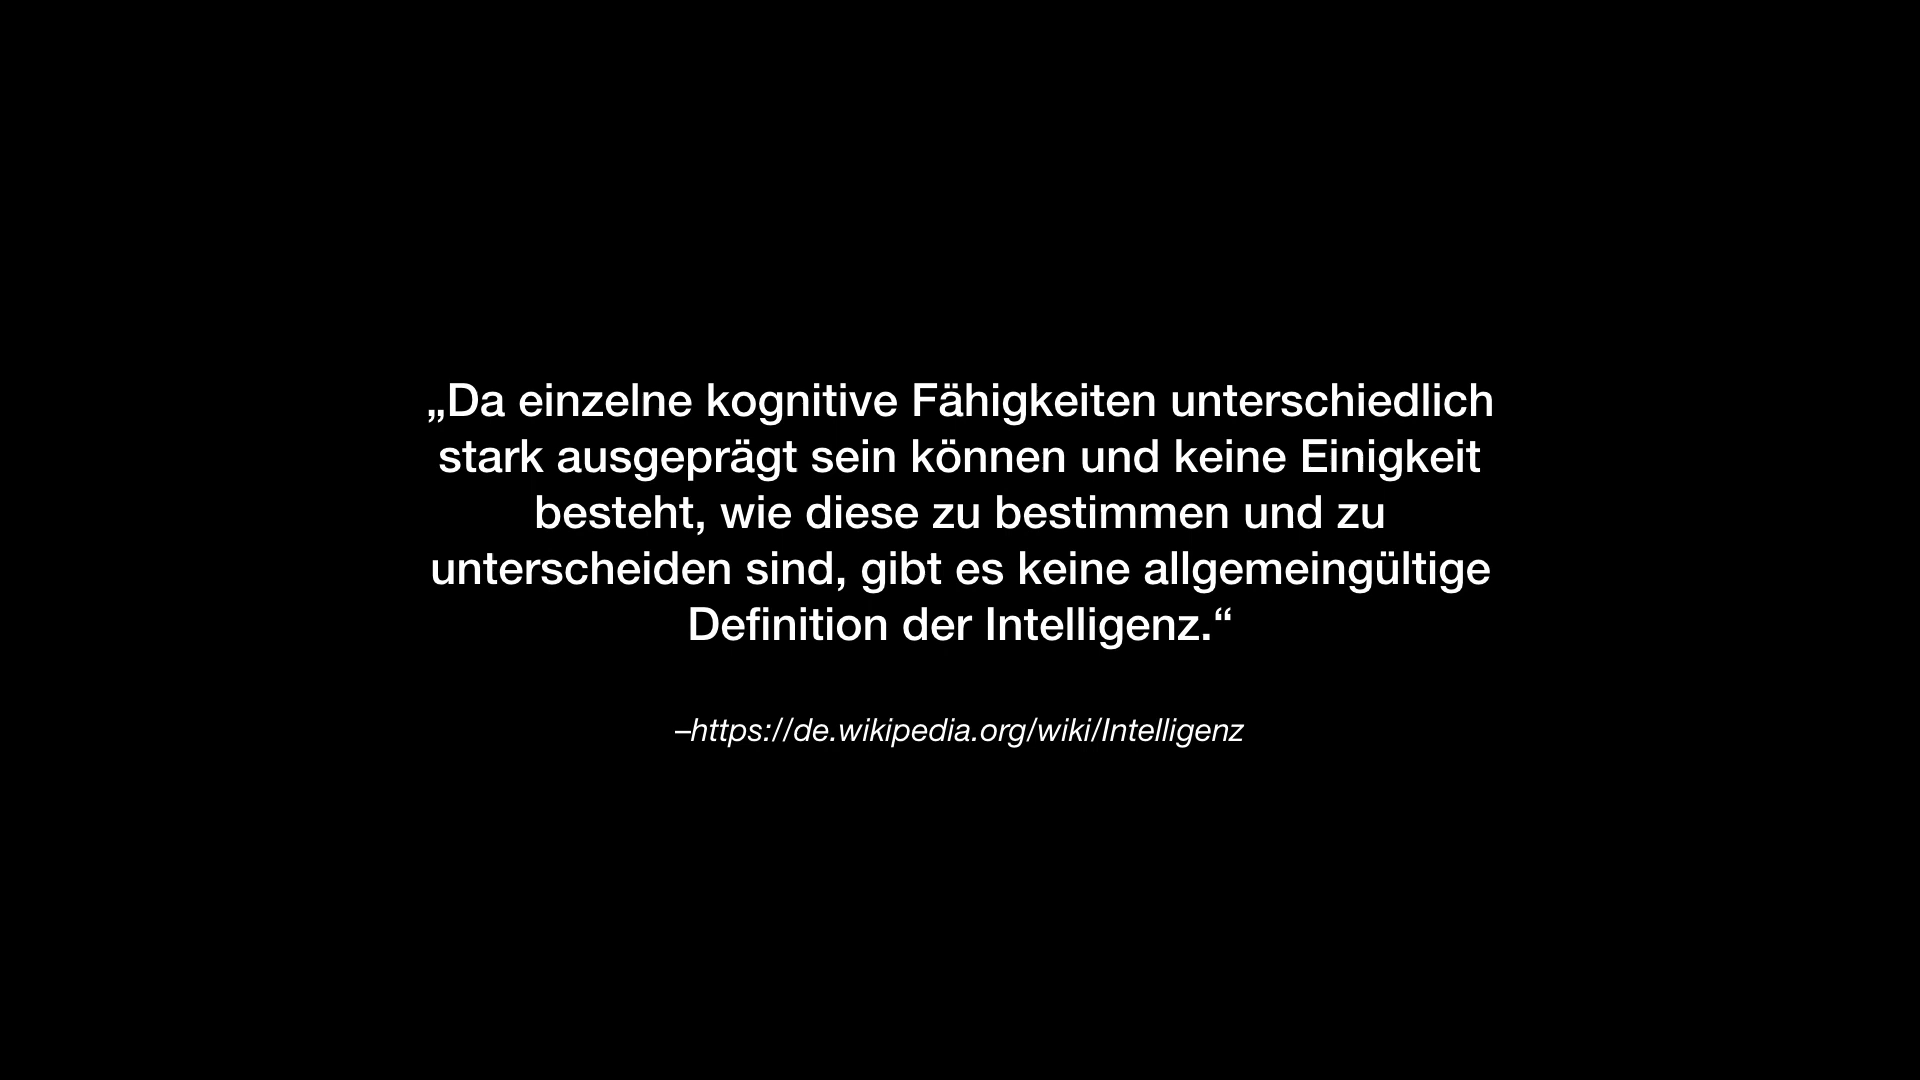 „Da einzelne kognitive Fähigkeiten unterschiedlich
stark ausgeprägt sein können und keine Einigkeit
besteht, wie diese zu bestimmen und zu
unterscheiden sind, gibt es keine allgemeingültige
Definition der Intelligenz.“
–https://de.wikipedia.org/wiki/Intelligenz